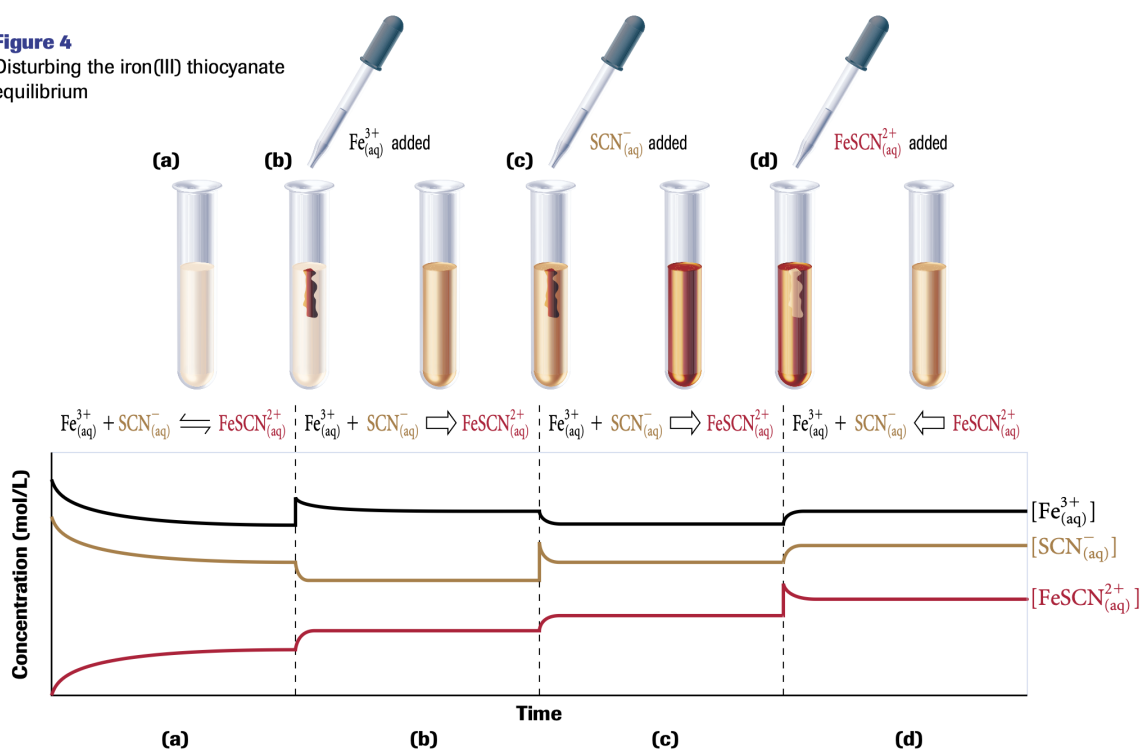 Figure 4
Disturbing the iron(III) thiocyanate
equilibrium
(a)
(b)
Fe3+(aq) added
(c)
SCN−(aq) added
(d)
FeSCN2+(aq) added
Fe3+(aq) + SCN−(aq) ⇌ FeSCN2+(aq)
Fe3+(aq) + SCN−(aq) ⇨ FeSCN2+(aq)
Fe3+(aq) + SCN−(aq) ⇨ FeSCN2+(aq)
Fe3+(aq) + SCN−(aq) ⇦ FeSCN2+(aq)
Concentration (mol/L)
[Fe3+(aq)]
[SCN−(aq)]
[FeSCN2+(aq)]
Time
(a) (b) (c) (d)